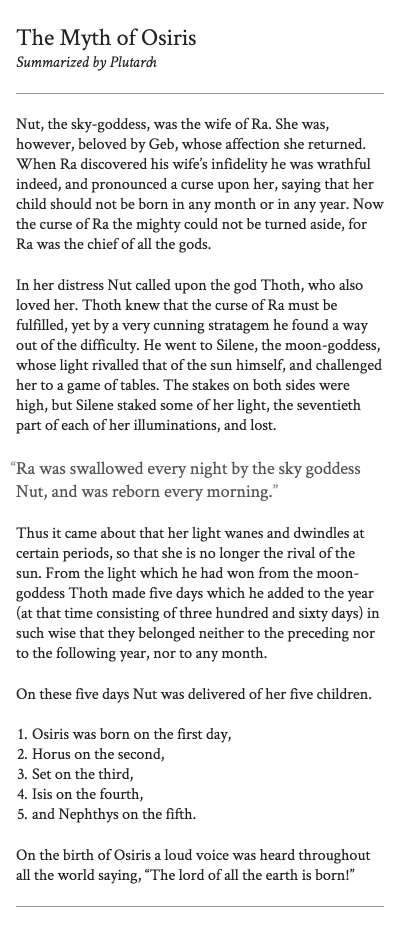 The Myth of Osiris
Summarized by Plutarch
Nut, the sky-goddess, was the wife of Ra. She was,
however, beloved by Geb, whose affection she returned.
When Ra discovered his wife’s infidelity he was wrathful
indeed, and pronounced a curse upon her, saying that her
child should not be born in any month or in any year. Now
the curse of Ra the mighty could not be turned aside, for
Ra was the chief of all the gods.
In her distress Nut called upon the god Thoth, who also
loved her. Thoth knew that the curse of Ra must be
fulfilled, yet by a very cunning stratagem he found a way
out of the difficulty. He went to Silene, the moon-goddess,
whose light rivalled that of the sun himself, and challenged
her to a game of tables. The stakes on both sides were
high, but Silene staked some of her light, the seventieth
part of each of her illuminations, and lost.
“Ra was swallowed every night by the sky goddess
Nut, and was reborn every morning.”
Thus it came about that her light wanes and dwindles at
certain periods, so that she is no longer the rival of the
sun. From the light which he had won from the moon-
goddess Thoth made five days which he added to the year
(at that time consisting of three hundred and sixty days) in
such wise that they belonged neither to the preceding nor
to the following year, nor to any month.
On these five days Nut was delivered of her five children.
1. Osiris was born on the first day,
2. Horus on the second,
3. Set on the third,
4. Isis on the fourth,
5. and Nephthys on the fifth.
On the birth of Osiris a loud voice was heard throughout
all the world saying, “The lord of all the earth is born!”